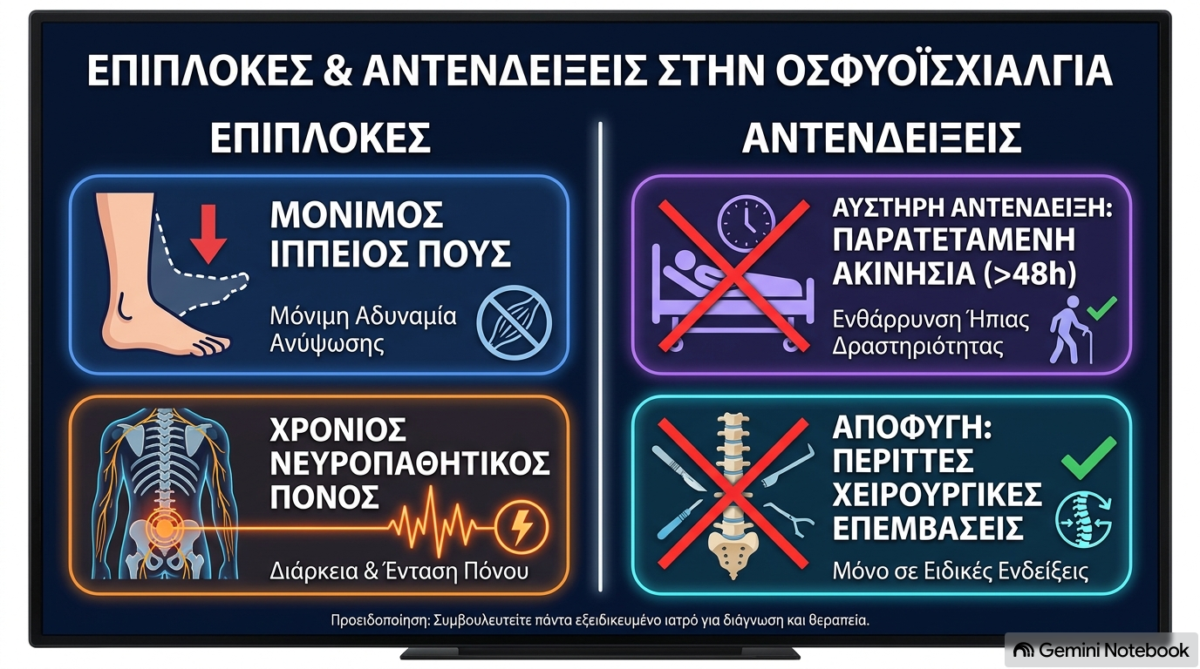 ΕΠΙΠΛΟΚΕΣ & ΑΝΤΕΝΔΕΙΞΕΙΣ ΣΤΗΝ ΟΣΦΥΟΪΣΧΙΑΛΓΙΑ
ΕΠΙΠΛΟΚΕΣ
ΜΟΝΙΜΟΣ
ΙΠΠΕΙΟΣ ΠΟΥΣ
Μόνιμη Αδυναμία
Ανύψωσης
ΧΡΟΝΙΟΣ
ΝΕΥΡΟΠΑΘΗΤΙΚΟΣ
ΠΟΝΟΣ
Διάρκεια & Ένταση Πόνου
ΑΝΤΕΝΔΕΙΞΕΙΣ
ΑΥΣΤΗΡΗ ΑΝΤΕΝΔΕΙΞΗ:
ΠΑΡΑΤΕΤΑΜΕΝΗ
ΑΚΙΝΗΣΙΑ (>48h)
Ενθάρρυνση Ήπιας
Δραστηριότητας
ΑΠΟΦΥΓΗ:
ΠΕΡΙΤΤΕΣ
ΧΕΙΡΟΥΡΓΙΚΕΣ
ΕΠΕΜΒΑΣΕΙΣ
Μόνο σε Ειδικές Ενδείξεις
Προειδοποίηση: Συμβουλευτείτε πάντα εξειδικευμένο ιατρό για διάγνωση και θεραπεία.
Gemini Notebook